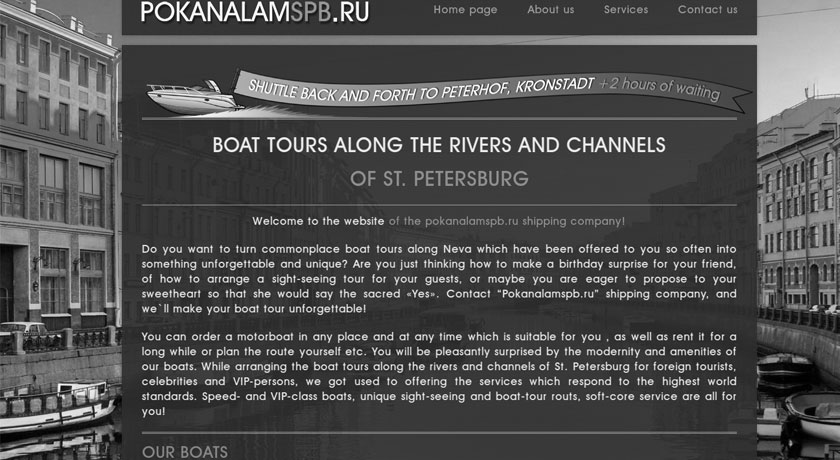 POKANALAMSPB.RU
Home page About us Services Contact us
SHUTTLE BACK AND FORTH TO PETERHOF, KRONSTADT +2 hours of waiting
BOAT TOURS ALONG THE RIVERS AND CHANNELS
OF ST. PETERSBURG
Welcome to the website of the pokanalamspb.ru shipping company!
Do you want to turn commonplace boat tours along Neva which have been offered to you so often into
something unforgettable and unique? Are you just thinking how to make a birthday surprise for your friend,
of how to arrange a sight-seeing tour for your guests, or maybe you are eager to propose to your
sweetheart so that she would say the sacred «Yes». Contact “Pokanalamspb.ru” shipping company, and
we`ll make your boat tour unforgettable!
You can order a motorboat in any place and at any time which is suitable for you , as well as rent it for a
long while or plan the route yourself etc. You will be pleasantly surprised by the modernity and amenities of
our boats. While arranging the boat tours along the rivers and channels of St. Petersburg for foreign tourists,
celebrities and VIP-persons, we got used to offering the services which respond to the highest world
standards. Speed- and VIP-class boats, unique sight-seeing and boat-tour routs, soft-core service are all for
you!
OUR BOATS